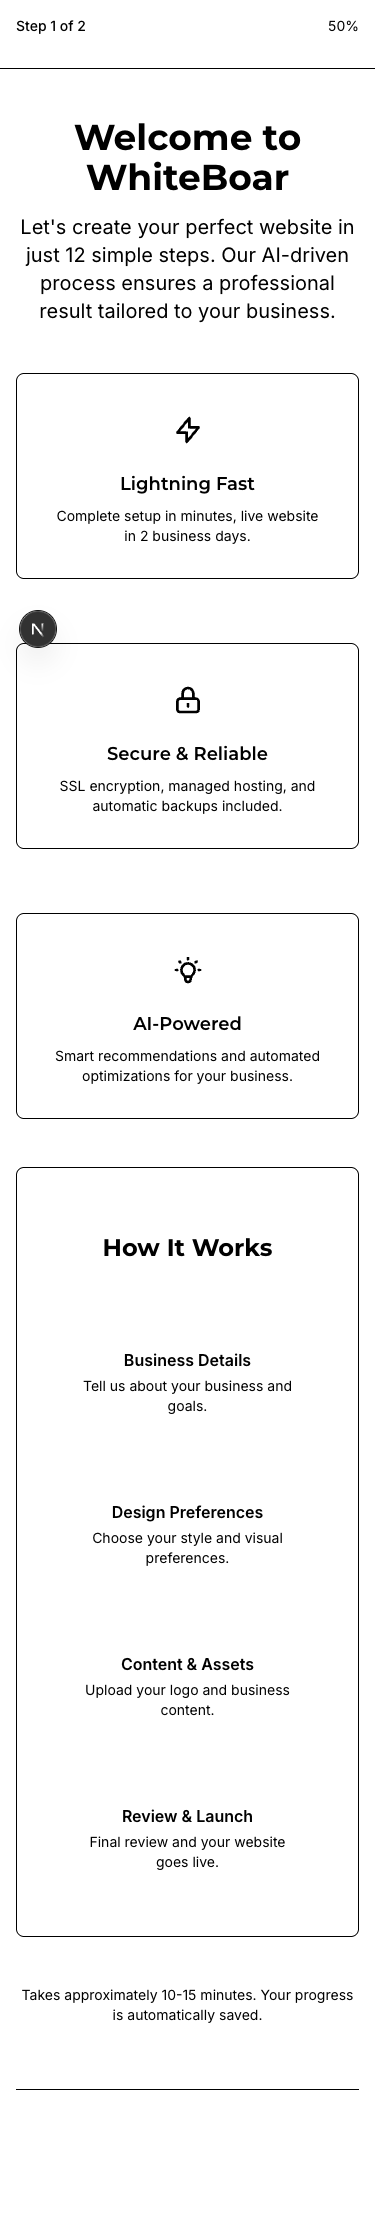 Step 1 of 2
50%
Welcome to
WhiteBoar
Let's create your perfect website in
just 12 simple steps. Our AI-driven
process ensures a professional
result tailored to your business.
Lightning Fast
Complete setup in minutes, live website
in 2 business days.
N
Secure & Reliable
SSL encryption, managed hosting, and
automatic backups included.
AI-Powered
Smart recommendations and automated
optimizations for your business.
How It Works
Business Details
Tell us about your business and
goals.
Design Preferences
Choose your style and visual
preferences.
Content & Assets
Upload your logo and business
content.
Review & Launch
Final review and your website
goes live.
Takes approximately 10-15 minutes. Your progress
is automatically saved.